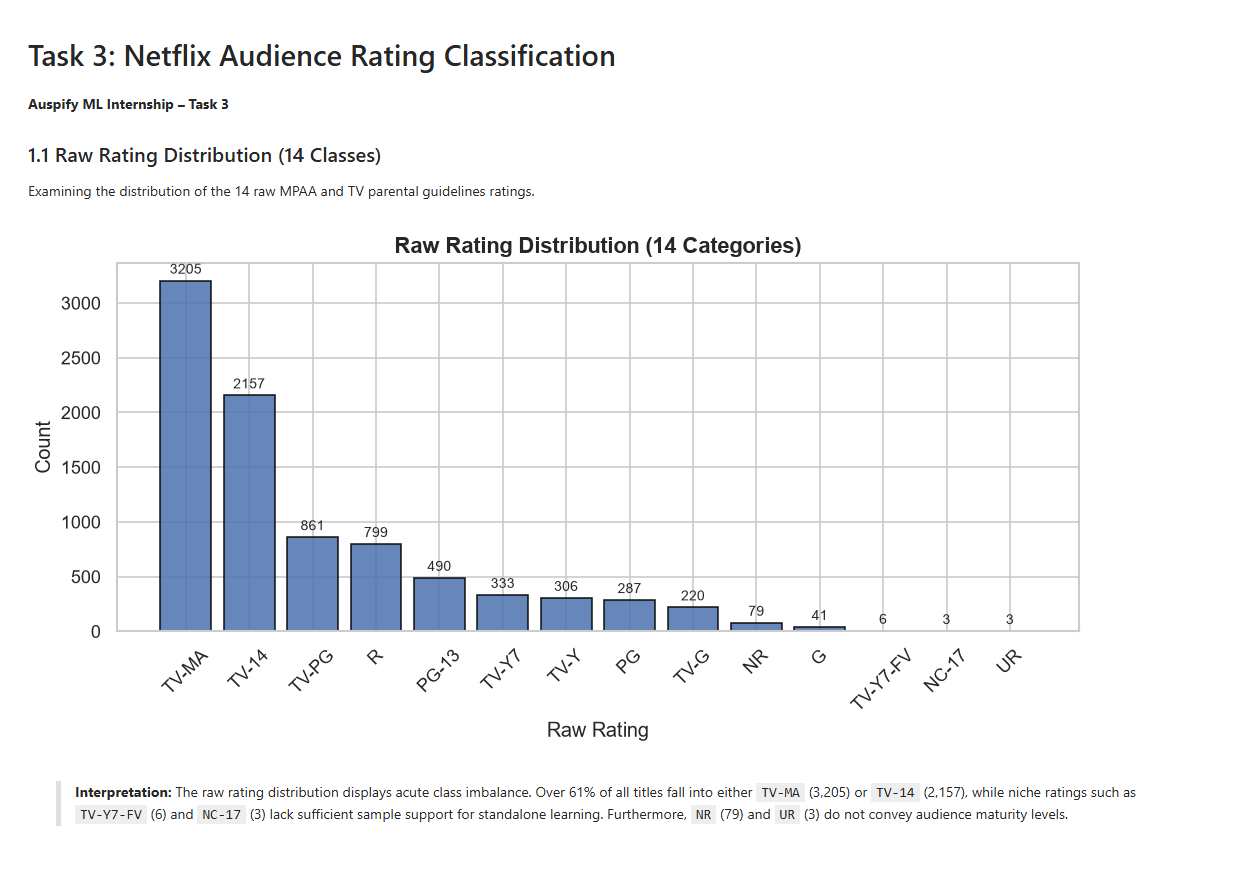 Task 3: Netflix Audience Rating Classification
Auspify ML Internship – Task 3
1.1 Raw Rating Distribution (14 Classes)
Examining the distribution of the 14 raw MPAA and TV parental guidelines ratings.
Raw Rating Distribution (14 Categories)
3205
3000
2500
2157
2000
Count
1500
1000
861
799
500
490
333
306
287
220
79
41
6
3
3
0
TV-MA
TV-14
TV-PG
R
PG-13
TV-Y7
TV-Y
PG
TV-G
NR
G
TV-Y7-FV
NC-17
UR
Raw Rating
Interpretation: The raw rating distribution displays acute class imbalance. Over 61% of all titles fall into either TV-MA (3,205) or TV-14 (2,157), while niche ratings such as
TV-Y7-FV (6) and NC-17 (3) lack sufficient sample support for standalone learning. Furthermore, NR (79) and UR (3) do not convey audience maturity levels.